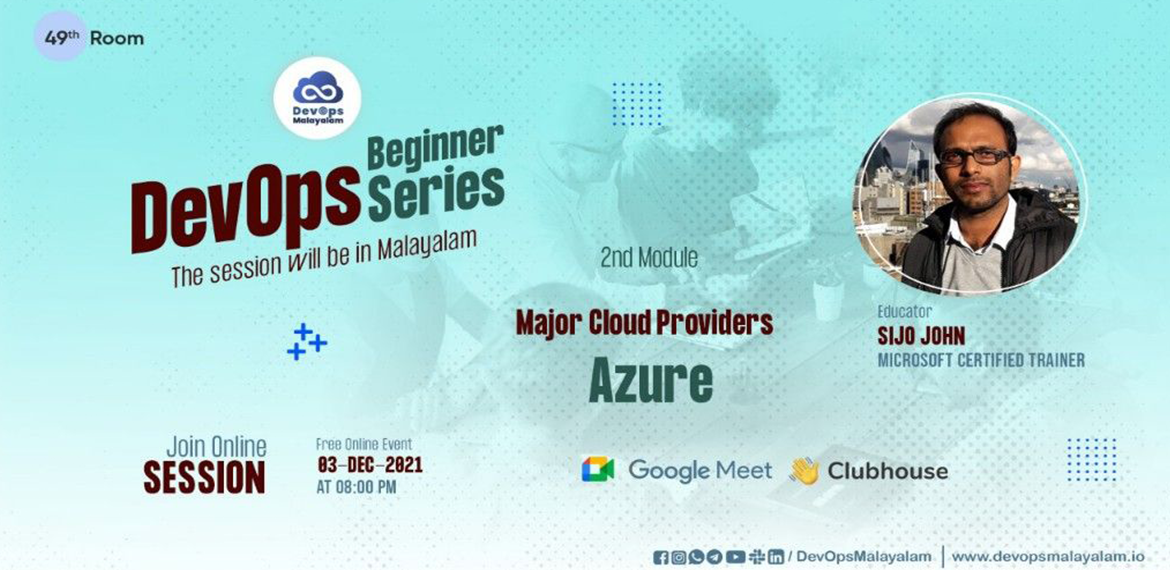 49th Room
DevOps
Malayalam
Beginner
DevOps Series
The session will be in Malayalam
2nd Module
Major Cloud Providers
Azure
Educator
SIJO JOHN
MICROSOFT CERTIFIED TRAINER
Join Online
SESSION
Free Online Event
03-DEC-2021
AT 08:00 PM
Google Meet
Clubhouse
/ DevOpsMalayalam | www.devopsmalayalam.io